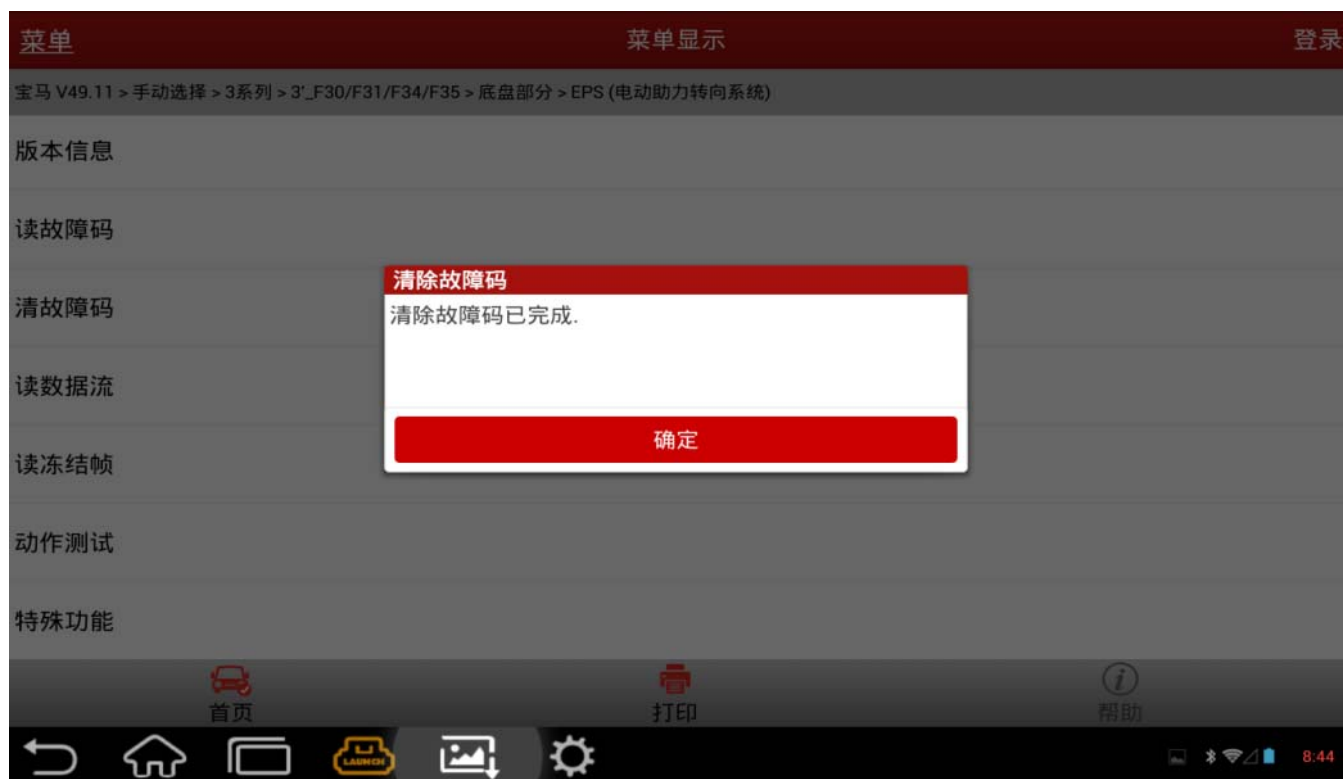 菜单
菜单显示
登录
宝马 V49.11 > 手动选择 > 3系列 > 3'_F30/F31/F34/F35 > 底盘部分 > EPS (电动助力转向系统)
版本信息
读故障码
清故障码
读数据流
读冻结帧
动作测试
特殊功能
清除故障码
清除故障码已完成.
确定
首页
打印
帮助
LAUNCH
8:44